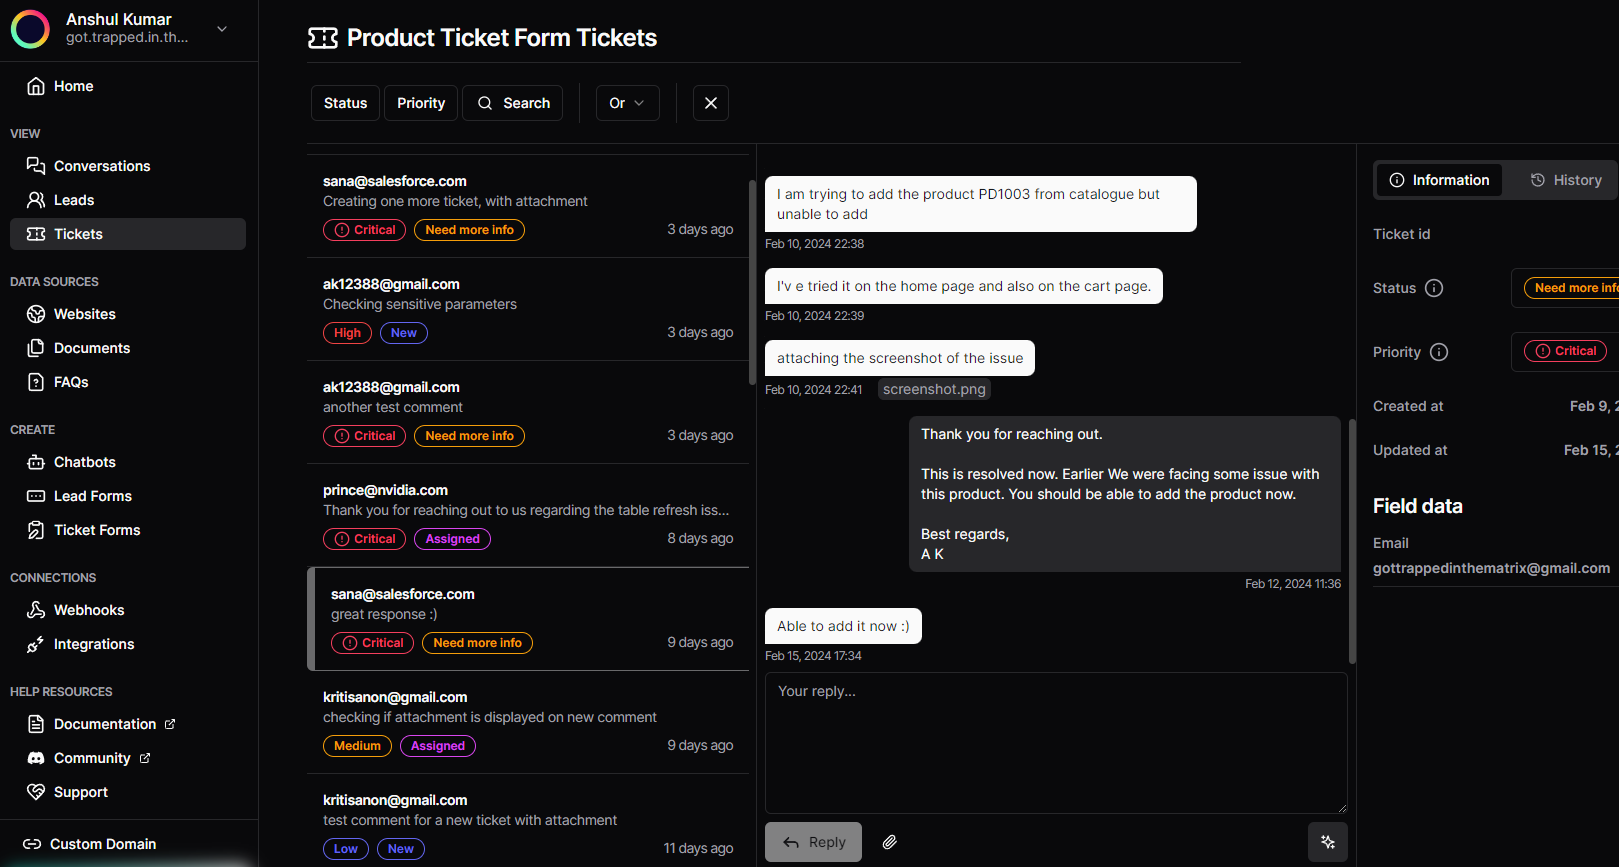 Anshul Kumar
got.trapped.in.th...
Home
VIEW
Conversations
Leads
Tickets
DATA SOURCES
Websites
Documents
FAQs
CREATE
Chatbots
Lead Forms
Ticket Forms
CONNECTIONS
Webhooks
Integrations
HELP RESOURCES
Documentation
Community
Support
Custom Domain
Product Ticket Form Tickets
Status Priority Search Or
sana@salesforce.com
Creating one more ticket, with attachment
Critical Need more info 3 days ago
ak12388@gmail.com
Checking sensitive parameters
High New 3 days ago
ak12388@gmail.com
another test comment
Critical Need more info 3 days ago
prince@nvidia.com
Thank you for reaching out to us regarding the table refresh iss...
Critical Assigned 8 days ago
sana@salesforce.com
great response :)
Critical Need more info 9 days ago
kritisanon@gmail.com
checking if attachment is displayed on new comment
Medium Assigned 9 days ago
kritisanon@gmail.com
test comment for a new ticket with attachment
Low New 11 days ago
I am trying to add the product PD1003 from catalogue but
unable to add
Feb 10, 2024 22:38
I'v e tried it on the home page and also on the cart page.
Feb 10, 2024 22:39
attaching the screenshot of the issue
Feb 10, 2024 22:41 screenshot.png
Thank you for reaching out.
This is resolved now. Earlier We were facing some issue with
this product. You should be able to add the product now.
Best regards,
A K
Feb 12, 2024 11:36
Able to add it now :)
Feb 15, 2024 17:34
Your reply...
Reply
Information History
Ticket id
Status Need more info
Priority Critical
Created at Feb 9, 2
Updated at Feb 15, 2
Field data
Email
gottrappedinthematrix@gmail.com